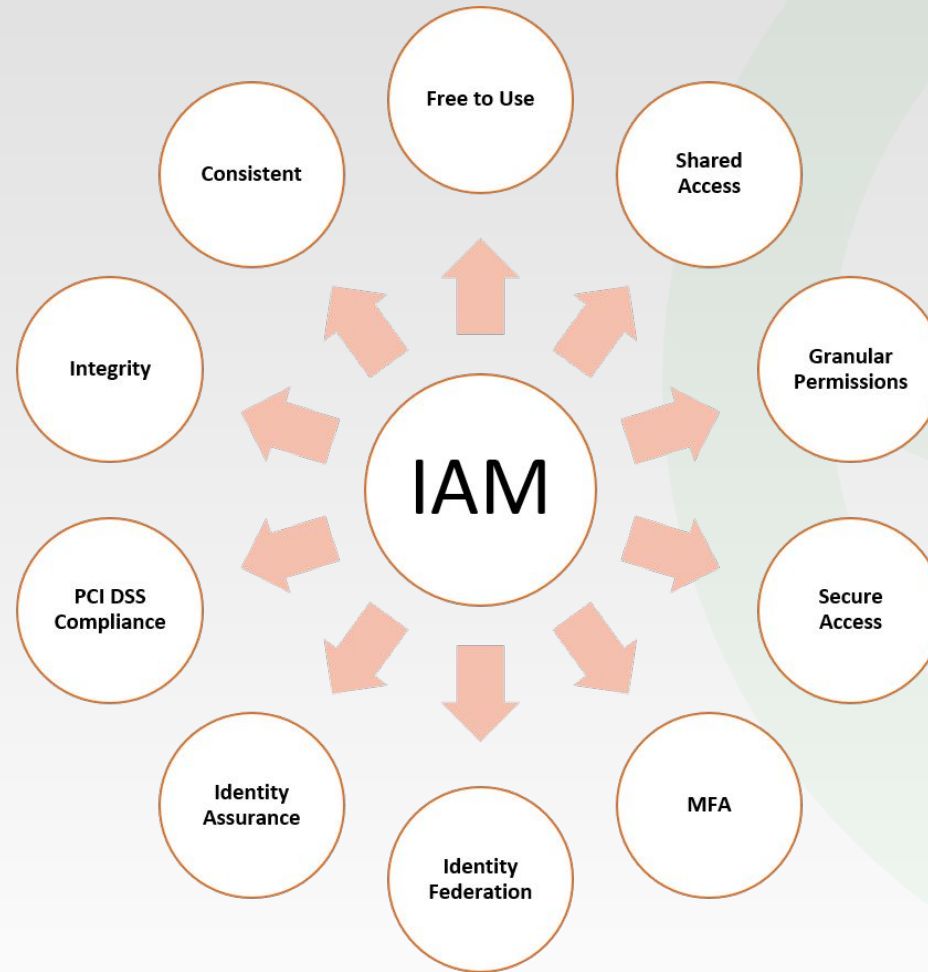 Free to Use
Shared
Access
Granular
Permissions
Secure
Access
MFA
Identity
Federation
Identity
Assurance
PCI DSS
Compliance
Integrity
Consistent
IAM